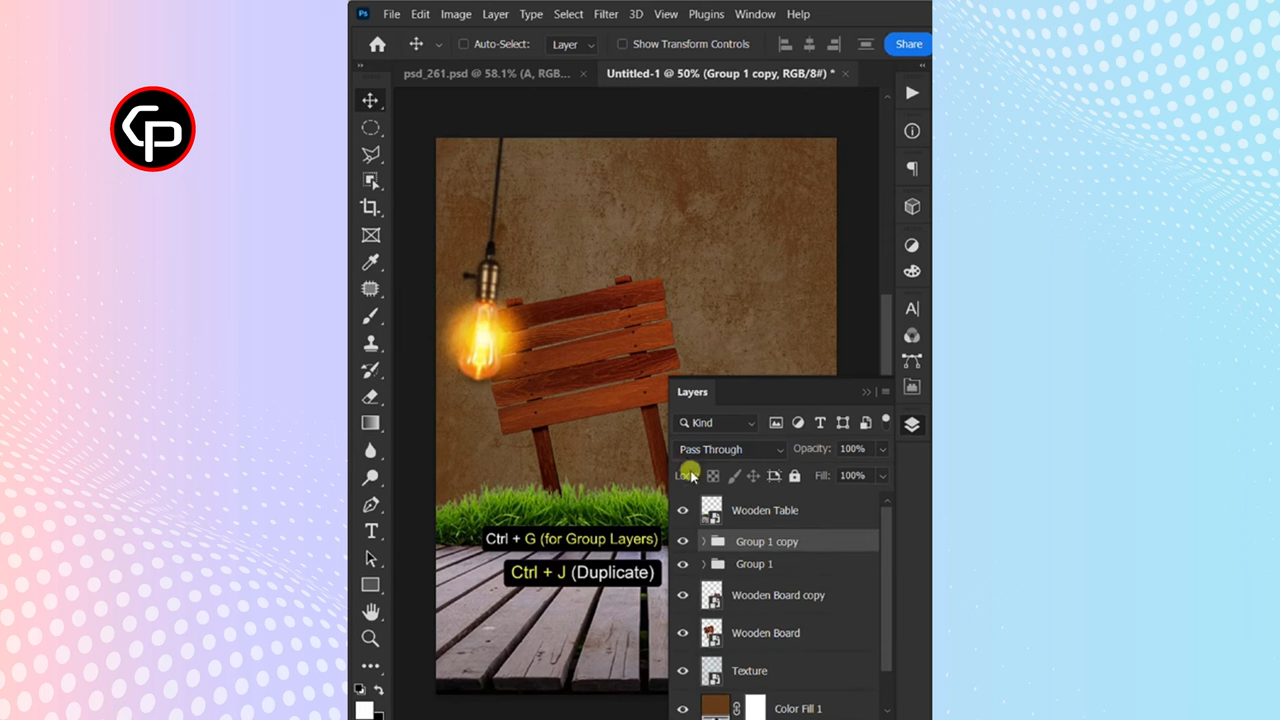 Ps File Edit Image Layer Type Select Filter 3D View Plugins Window Help
Auto-Select: Layer Show Transform Controls Share
psd_261.psd @ 58.1% (A, RGB... × Untitled-1 @ 50% (Group 1 copy, RGB/8#) * ×
CP
Layers
Kind
Pass Through Opacity: 100%
Fill: 100%
Wooden Table
Ctrl + G (for Group Layers)
Group 1 copy
Group 1
Ctrl + J (Duplicate)
Wooden Board copy
Wooden Board
Texture
Color Fill 1